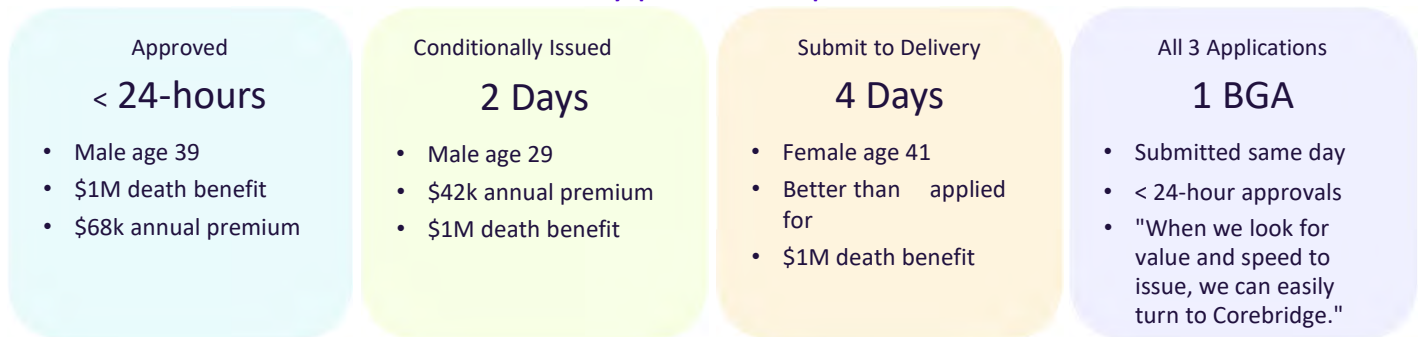 Approved
< 24-hours
• Male age 39
• $1M death benefit
• $68k annual premium
Conditionally Issued
2 Days
• Male age 29
• $42k annual premium
• $1M death benefit
Submit to Delivery
4 Days
• Female age 41
• Better than applied
for
• $1M death benefit
All 3 Applications
1 BGA
• Submitted same day
• < 24-hour approvals
• "When we look for
value and speed to
issue, we can easily
turn to Corebridge."